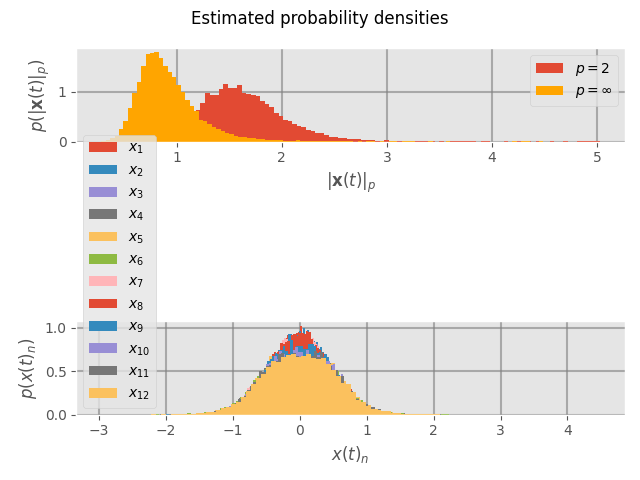 Estimated probability densities
p(|x(t)|_p)
1
0
p = 2
p = ∞
1 2 3 4 5
|x(t)|_p
x_1
x_2
x_3
x_4
x_5
x_6
x_7
x_8
x_9
x_10
x_11
x_12
p(x(t)_n)
1.0
0.5
0.0
−3 −2 −1 0 1 2 3 4
x(t)_n